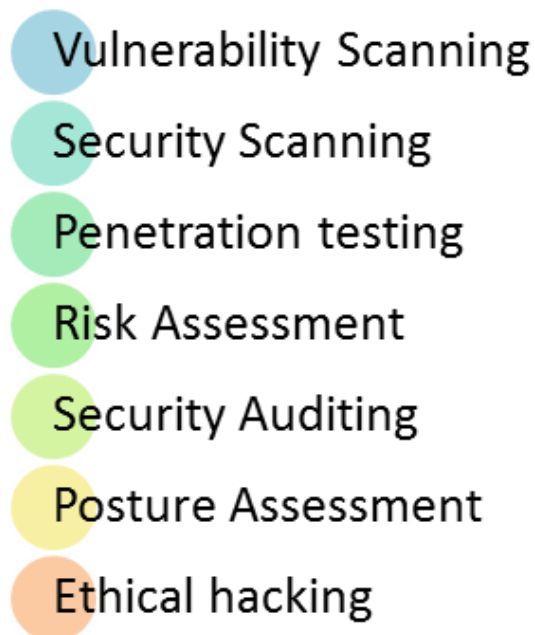 Vulnerability Scanning
Security Scanning
Penetration testing
Risk Assessment
Security Auditing
Posture Assessment
Ethical hacking